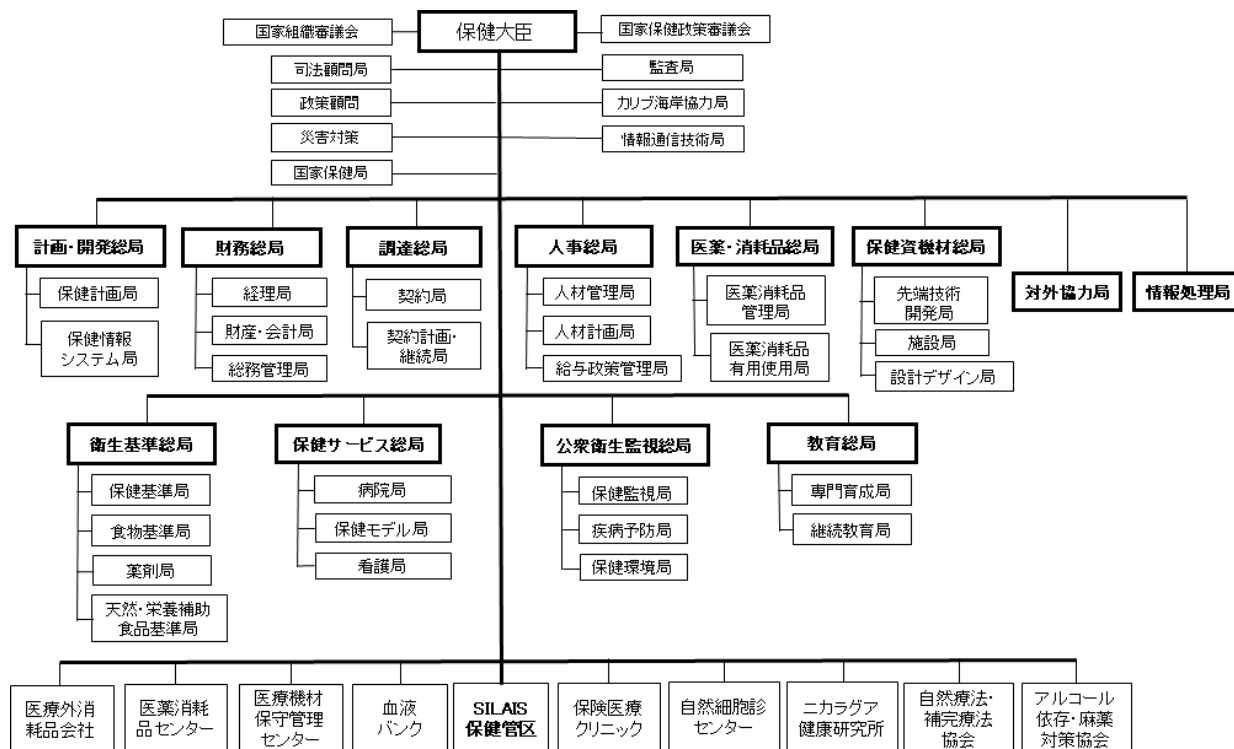 国家組織審議会
保健大臣
国家保健政策審議会
司法顧問局
監査局
政策顧問
カリブ海岸協力局
災害対策
情報通信技術局
国家保健局
計画・開発総局
財務総局
調達総局
人事総局
医薬・消耗品総局
保健資機材総局
対外協力局
情報処理局
保健計画局
保健情報
システム局
経理局
財産・会計局
総務管理局
契約局
契約計画・
継続局
人材管理局
人材計画局
給与政策管理局
医薬消耗品
管理局
医薬消耗品
有用使用局
先端技術
開発局
施設局
設計デザイン局
衛生基準総局
保健サービス総局
公衆衛生監視総局
教育総局
保健基準局
食物基準局
薬剤局
天然・栄養補助
食品基準局
病院局
保健モデル局
看護局
保健監視局
疾病予防局
保健環境局
専門育成局
継続教育局
医療外消
耗品会社
医薬消耗
品センター
医療機材
保守管理
センター
血液
バンク
SILAIS
保健管区
保険医療
クリニック
自然細胞診
センター
ニカラグア
健康研究所
自然療法・
補完療法
協会
アルコール
依存・麻薬
対策協会